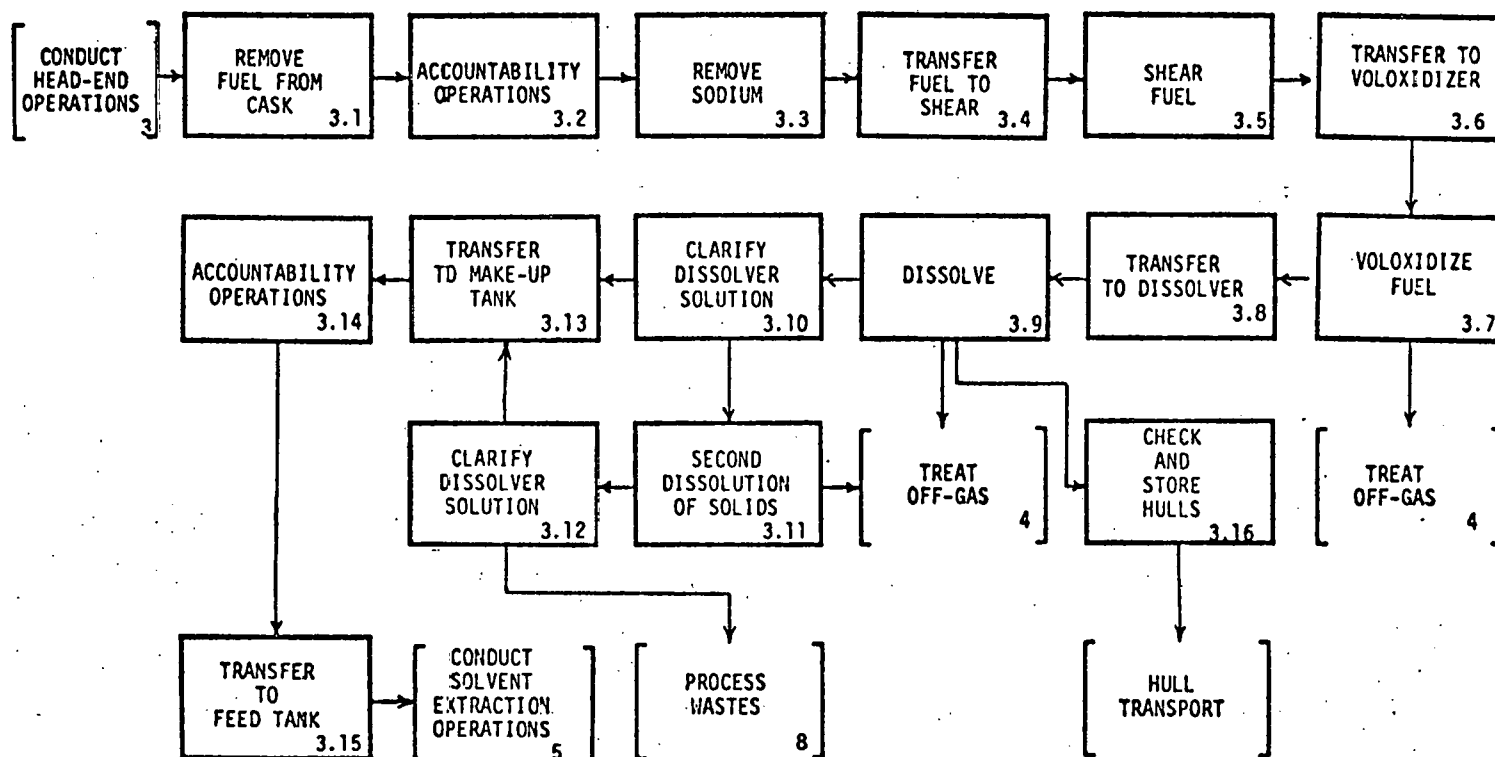 CONDUCT
HEAD-END
OPERATIONS
3
REMOVE
FUEL FROM
CASK
3.1
ACCOUNTABILITY
OPERATIONS
3.2
REMOVE
SODIUM
3.3
TRANSFER
FUEL TO
SHEAR
3.4
SHEAR
FUEL
3.5
TRANSFER TO
VOLOXIDIZER
3.6
ACCOUNTABILITY
OPERATIONS
3.14
TRANSFER
TO MAKE-UP
TANK
3.13
CLARIFY
DISSOLVER
SOLUTION
3.10
DISSOLVE
3.9
TRANSFER
TO DISSOLVER
3.8
VOLOXIDIZE
FUEL
3.7
CLARIFY
DISSOLVER
SOLUTION
3.12
SECOND
DISSOLUTION
OF SOLIDS
3.11
TREAT
OFF-GAS
4
CHECK
AND
STORE
HULLS
3.16
TREAT
OFF-GAS
4
TRANSFER
TO
FEED TANK
3.15
CONDUCT
SOLVENT
EXTRACTION
OPERATIONS
5
PROCESS
WASTES
8
HULL
TRANSPORT